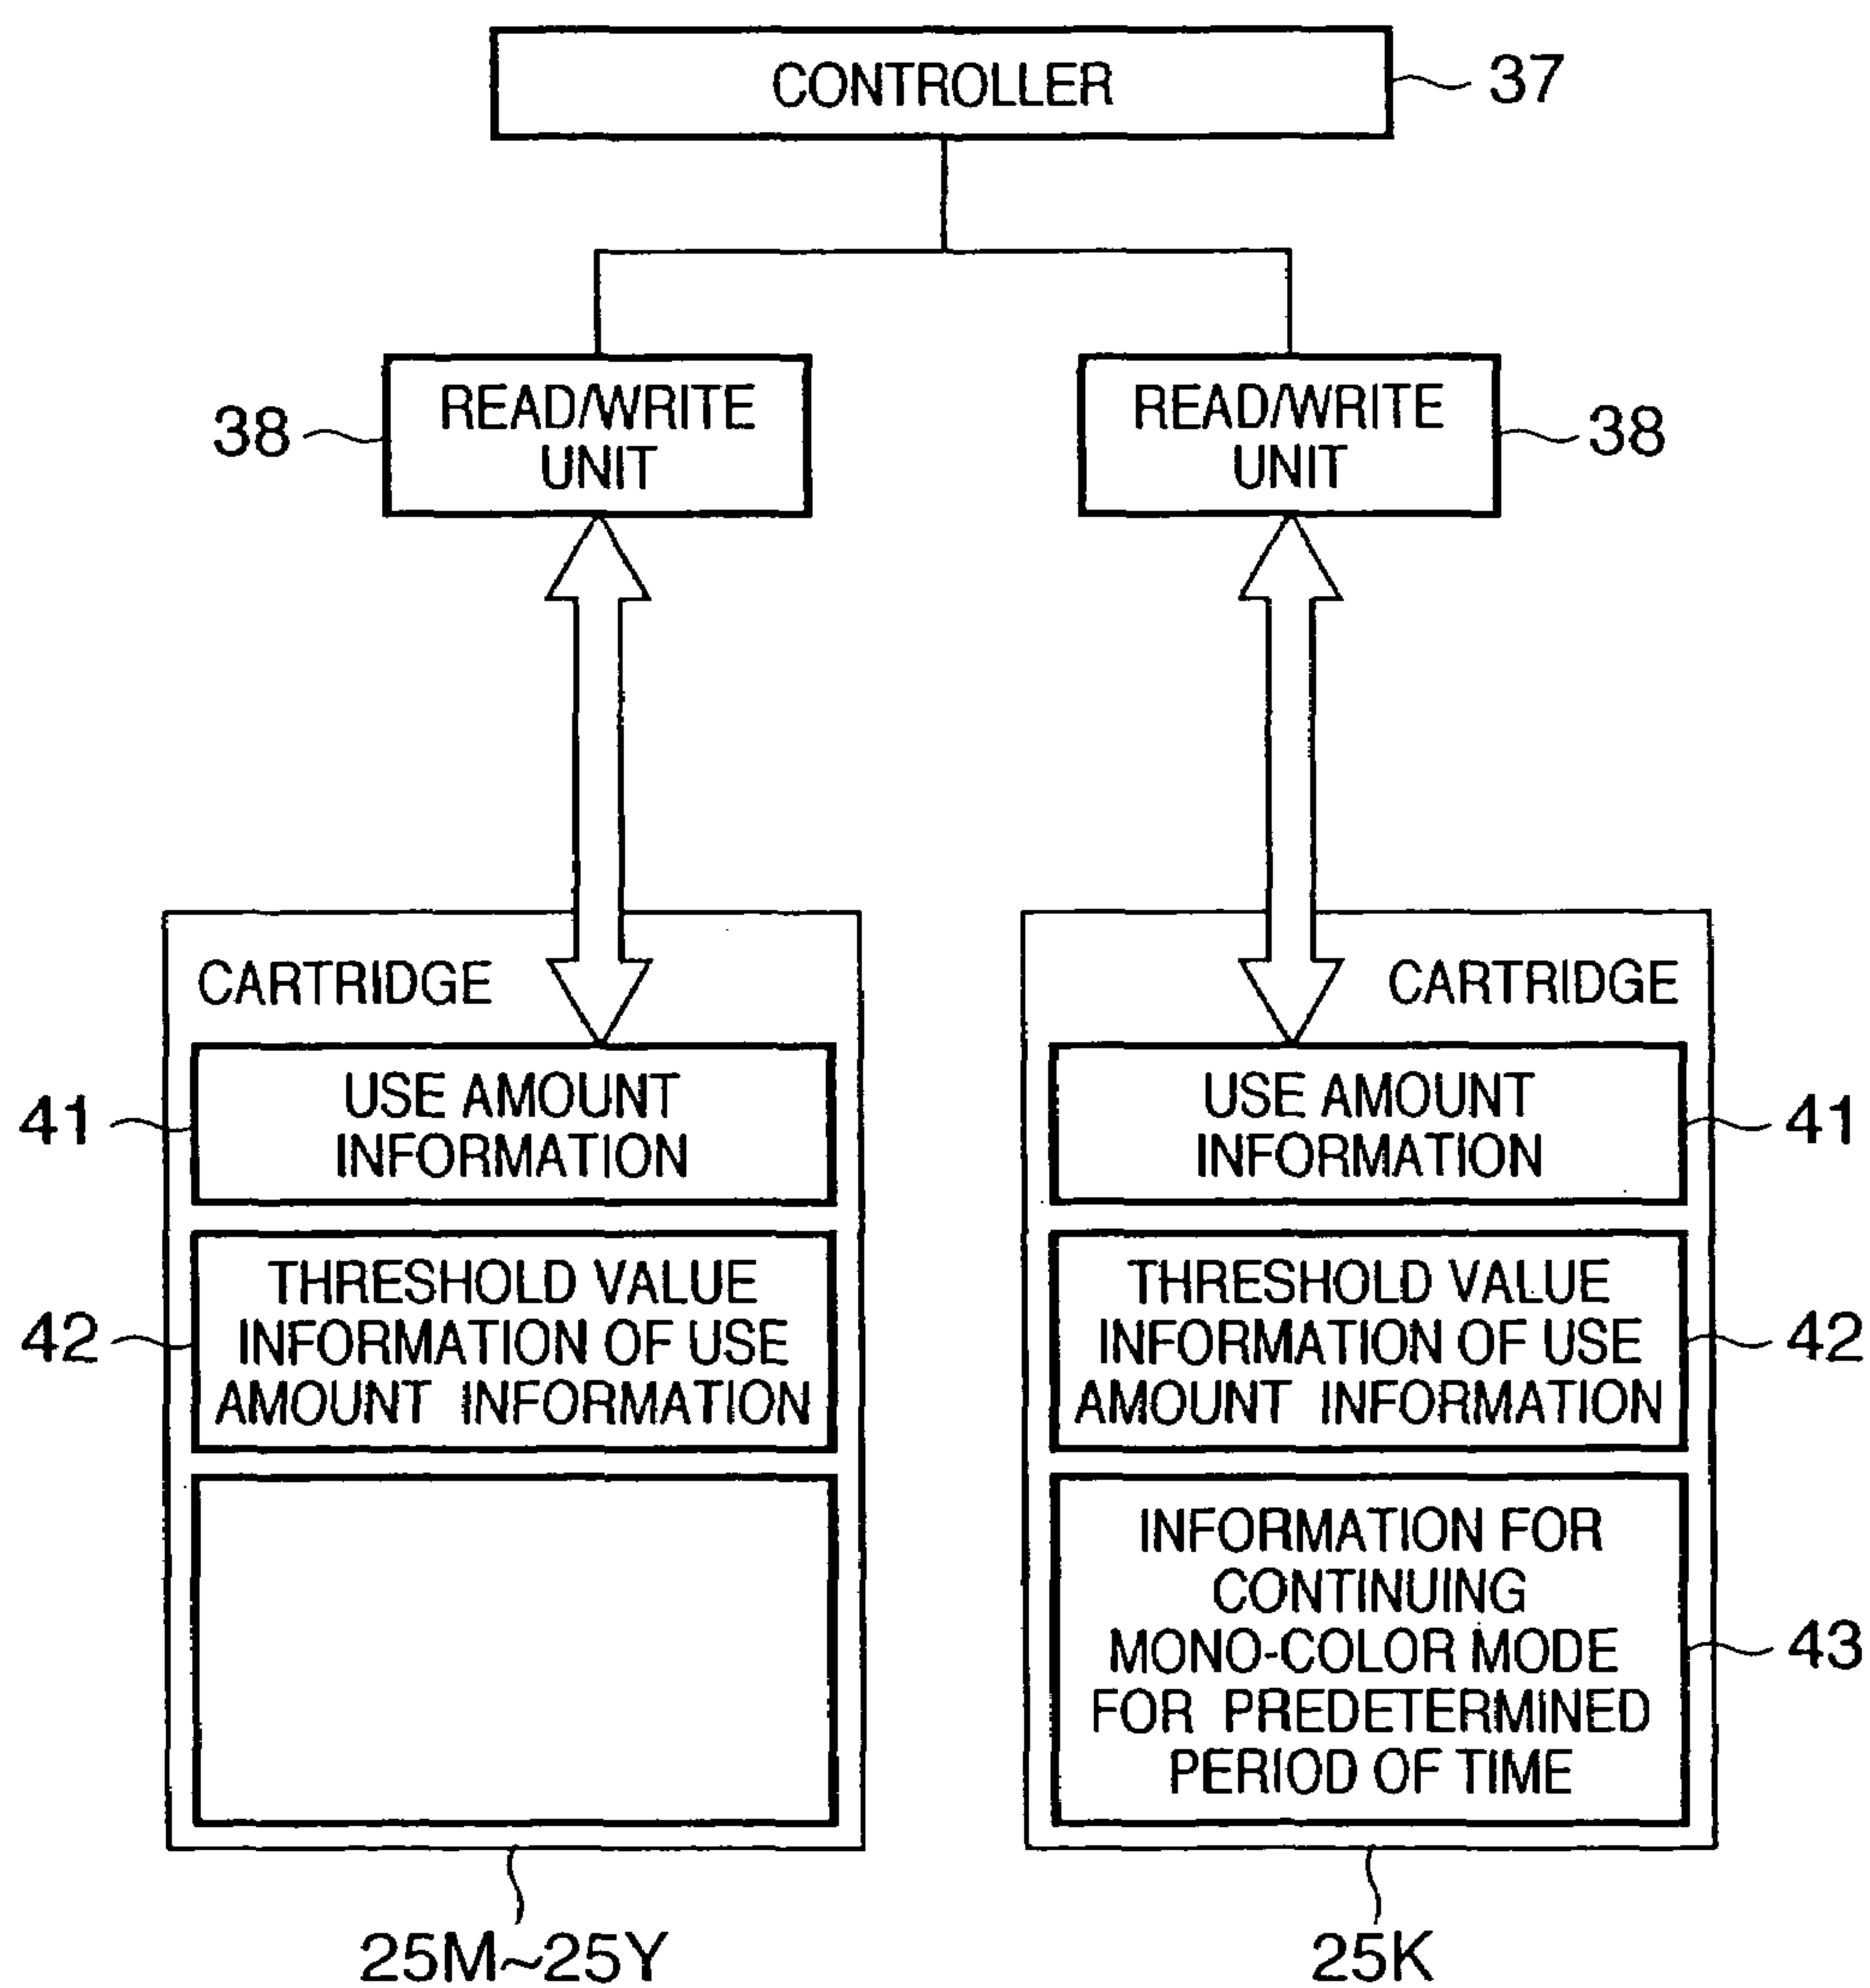 CONTROLLER
37
READ/WRITE
UNIT
38
READ/WRITE
UNIT
38
CARTRIDGE
USE AMOUNT
INFORMATION
41
THRESHOLD VALUE
INFORMATION OF USE
AMOUNT INFORMATION
42
25M~25Y
CARTRIDGE
USE AMOUNT
INFORMATION
41
THRESHOLD VALUE
INFORMATION OF USE
AMOUNT INFORMATION
42
INFORMATION FOR
CONTINUING
MONO-COLOR MODE
FOR PREDETERMINED
PERIOD OF TIME
43
25K